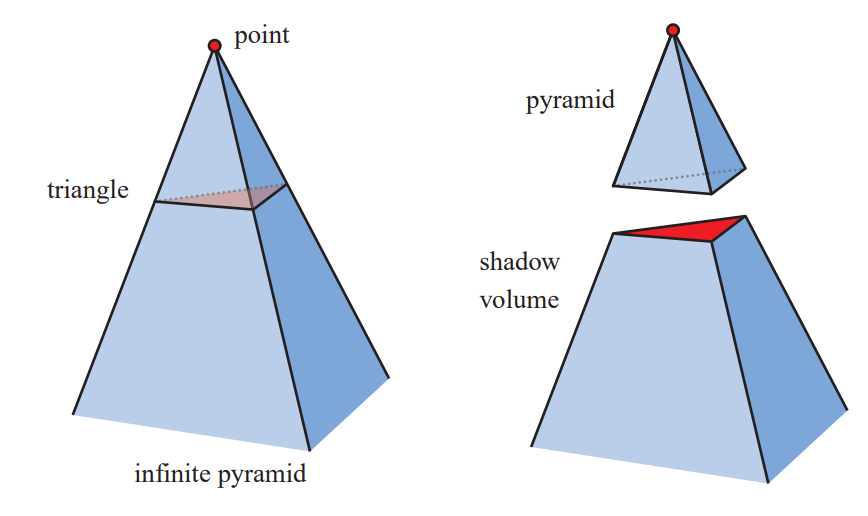 point
triangle
infinite pyramid
pyramid
shadow
volume